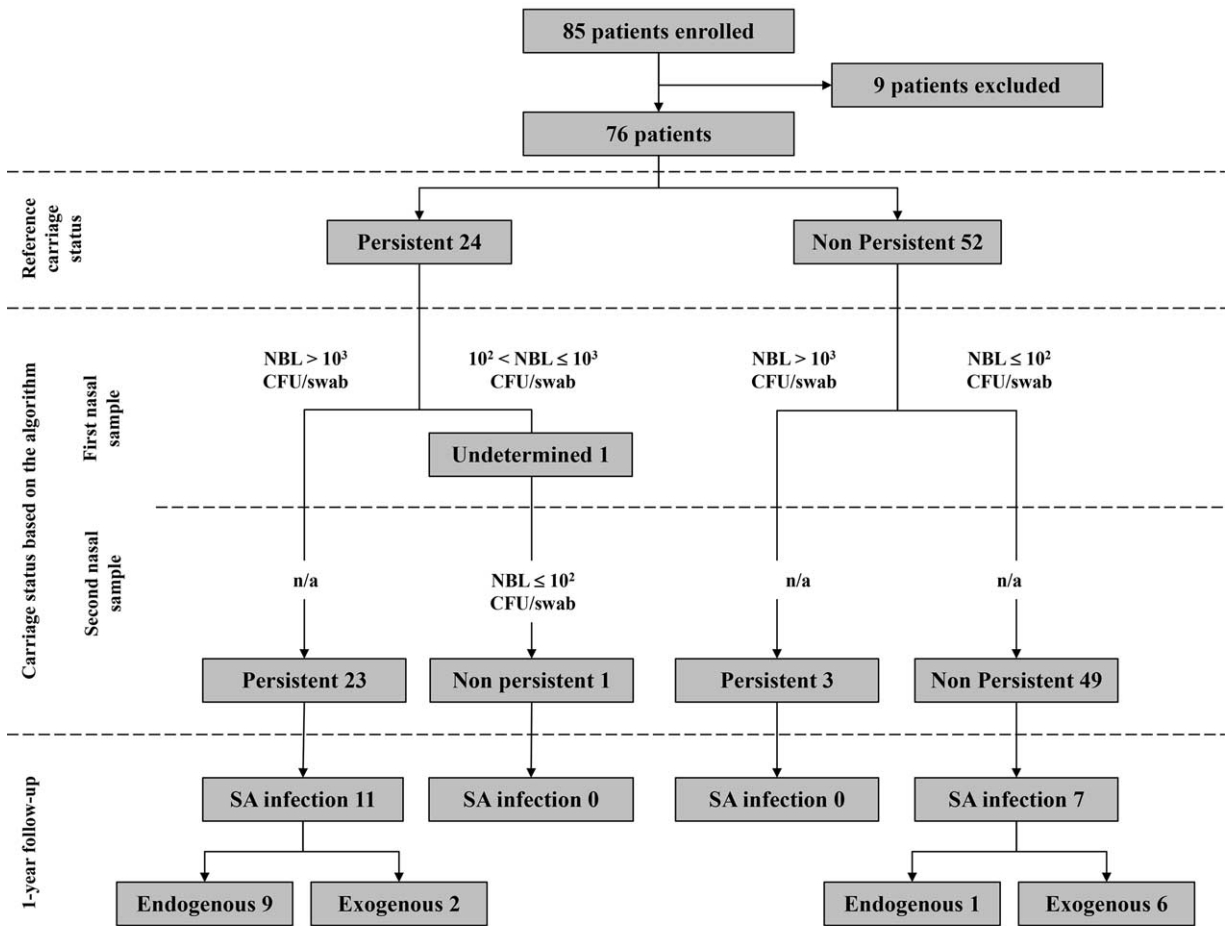 85 patients enrolled
9 patients excluded
76 patients
Reference
carriage
status
Persistent 24
Non Persistent 52
Carriage status based on the algorithm
First nasal
sample
NBL > 10³
CFU/swab
10² < NBL ≤ 10³
CFU/swab
NBL > 10³
CFU/swab
NBL ≤ 10²
CFU/swab
Undetermined 1
Second nasal
sample
n/a
NBL ≤ 10²
CFU/swab
n/a
n/a
Persistent 23
Non persistent 1
Persistent 3
Non Persistent 49
1-year follow-up
SA infection 11
SA infection 0
SA infection 0
SA infection 7
Endogenous 9
Exogenous 2
Endogenous 1
Exogenous 6